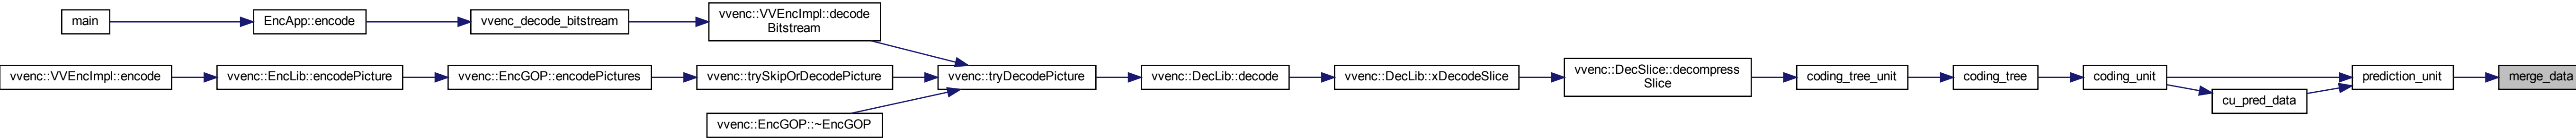 main
EncApp::encode
vvenc_decode_bitstream
vvenc::VVEncImpl::decode
Bitstream
vvenc::VVEncImpl::encode
vvenc::EncLib::encodePicture
vvenc::EncGOP::encodePictures
vvenc::trySkipOrDecodePicture
vvenc::tryDecodePicture
vvenc::DecLib::decode
vvenc::DecLib::xDecodeSlice
vvenc::DecSlice::decompress
Slice
coding_tree_unit
coding_tree
coding_unit
prediction_unit
merge_data
cu_pred_data
vvenc::EncGOP::~EncGOP